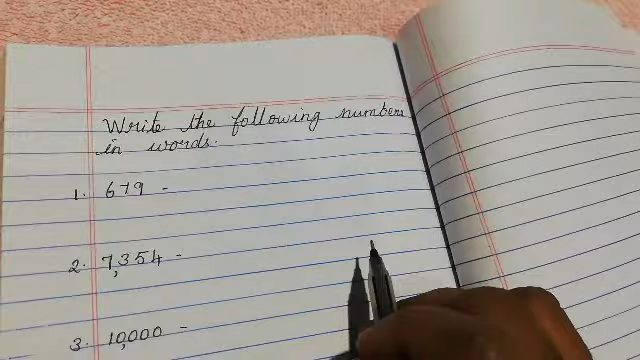 Write the following numbers
in words.
1. 679 -
2. 7,354 -
3. 10,000 -